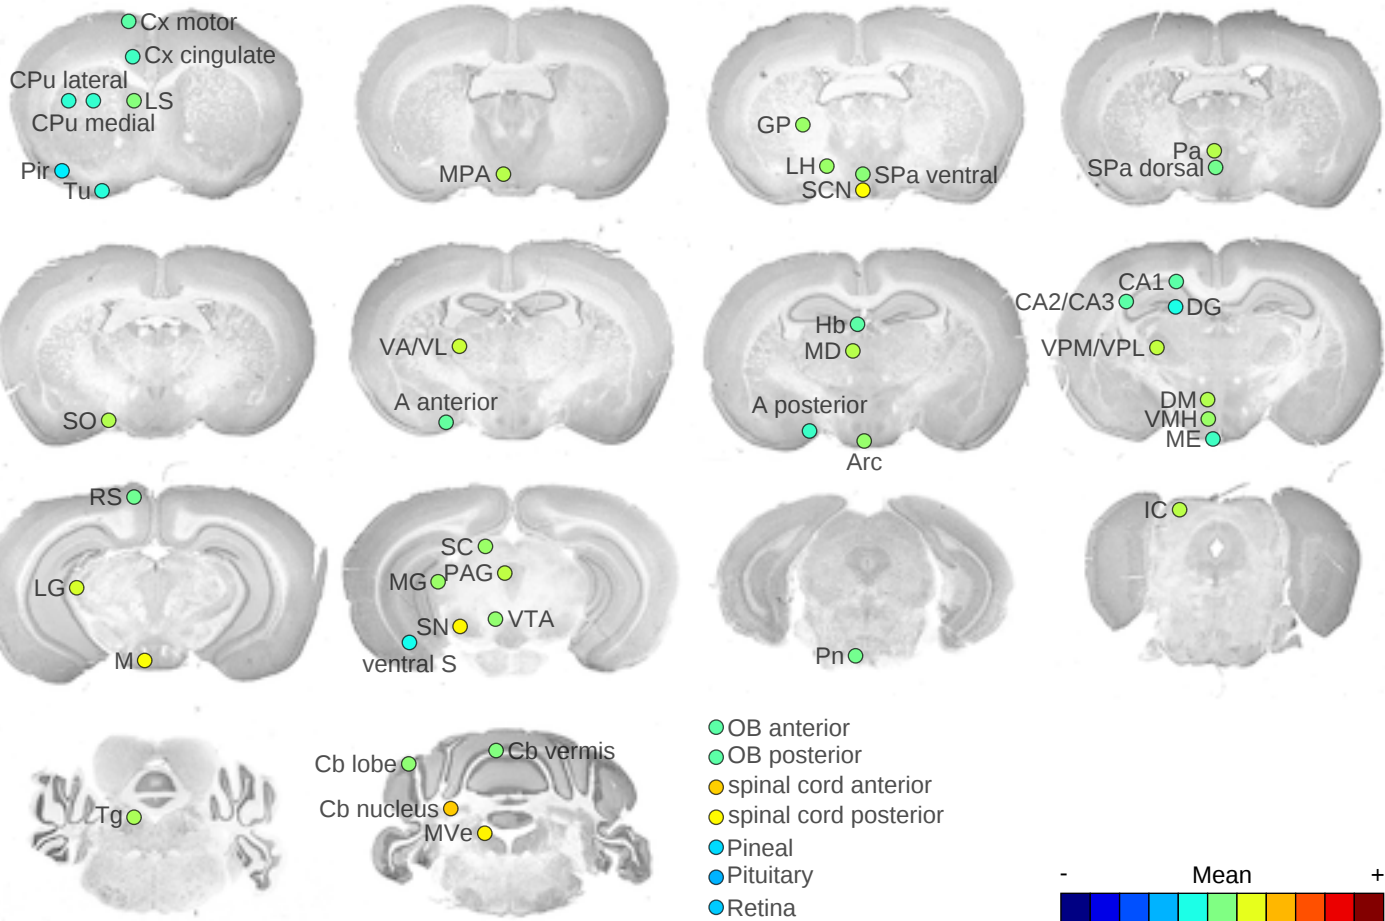 Cx motor
Cx cingulate
CPu lateral
LS
CPu medial
Pir
Tu
MPA
GP
LH
SPa ventral
SCN
Pa
SPa dorsal
SO
VA/VL
A anterior
Hb
MD
A posterior
Arc
CA1
CA2/CA3
DG
VPM/VPL
DM
VMH
ME
RS
LG
M
SC
MG
PAG
SN
VTA
ventral S
Pn
IC
Tg
Cb lobe
Cb vermis
Cb nucleus
MVe
OB anterior
OB posterior
spinal cord anterior
spinal cord posterior
Pineal
Pituitary
Retina
- Mean +